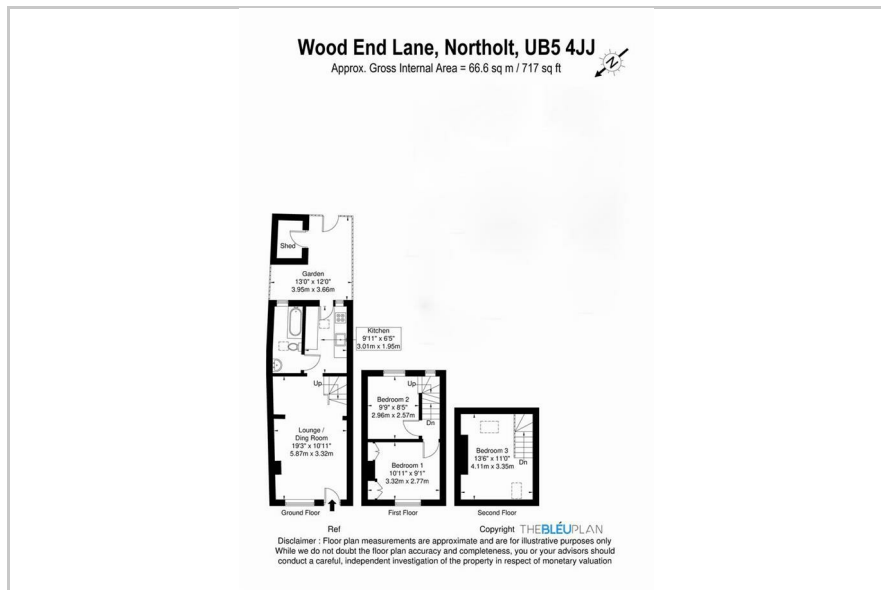 Wood End Lane, Northolt, UB5 4JJ
Approx. Gross Internal Area = 66.6 sq m / 717 sq ft
N
Shed
Garden
13'0" x 12'0"
3.95m x 3.66m
Kitchen
9'11" x 6'5"
3.01m x 1.95m
Up
Lounge /
Ding Room
19'3" x 10'11"
5.87m x 3.32m
Ground Floor
Up
Bedroom 2
9'9" x 8'5"
2.96m x 2.57m
Dn
Bedroom 1
10'11" x 9'1"
3.32m x 2.77m
First Floor
Bedroom 3
13'6" x 11'0"
4.11m x 3.35m
Dn
Second Floor
Ref
Copyright THEBLÉUPLAN
Disclaimer : Floor plan measurements are approximate and are for illustrative purposes only
While we do not doubt the floor plan accuracy and completeness, you or your advisors should
conduct a careful, independent investigation of the property in respect of monetary valuation